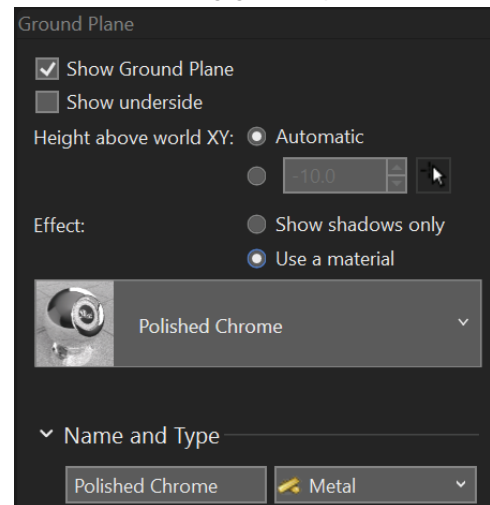 Ground Plane
Show Ground Plane
Show underside
Height above world XY: Automatic
-10.0
Effect: Show shadows only
Use a material
Polished Chrome
Name and Type
Polished Chrome Metal